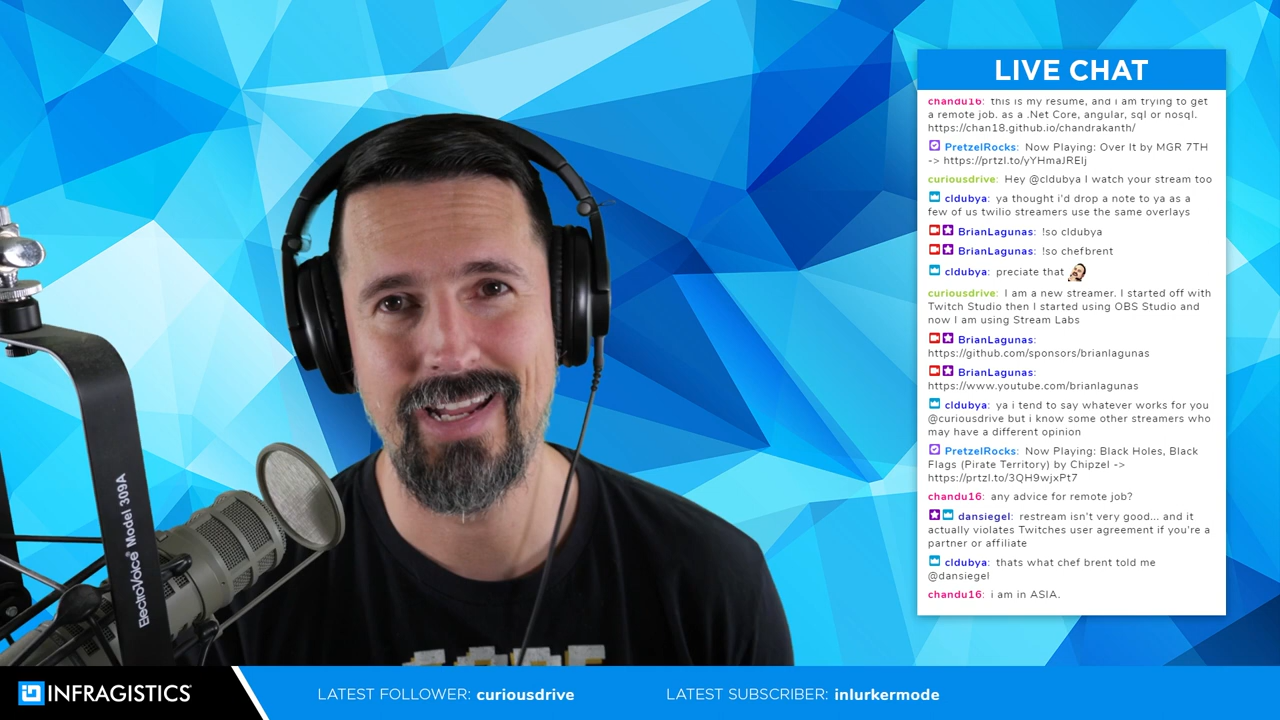 LIVE CHAT
chandu16: this is my resume, and i am trying to get
a remote job. as a .Net Core, angular, sql or nosql.
https://chan18.github.io/chandrakanth/
PretzelRocks: Now Playing: Over It by MGR 7TH
-> https://prtzl.to/yYHmaJREIj
curiousdrive: Hey @cldubya I watch your stream too
cldubya: ya thought i'd drop a note to ya as a
few of us twilio streamers use the same overlays
BrianLagunas: !so cldubya
BrianLagunas: !so chefbrent
cldubya: preciate that
curiousdrive: I am a new streamer. I started off with
Twitch Studio then I started using OBS Studio and
now I am using Stream Labs
BrianLagunas:
https://github.com/sponsors/brianlagunas
BrianLagunas:
https://www.youtube.com/brianlagunas
cldubya: ya i tend to say whatever works for you
@curiousdrive but i know some other streamers who
may have a different opinion
PretzelRocks: Now Playing: Black Holes, Black
Flags (Pirate Territory) by Chipzel ->
https://prtzl.to/3QH9wjxPt7
chandu16: any advice for remote job?
dansiegel: restream isn't very good... and it
actually violates Twitches user agreement if you're a
partner or affiliate
cldubya: thats what chef brent told me
@dansiegel
chandu16: i am in ASIA.
ElectroVoice® Model 309A
INFRAGISTICS
LATEST FOLLOWER: curiousdrive
LATEST SUBSCRIBER: inlurkermode